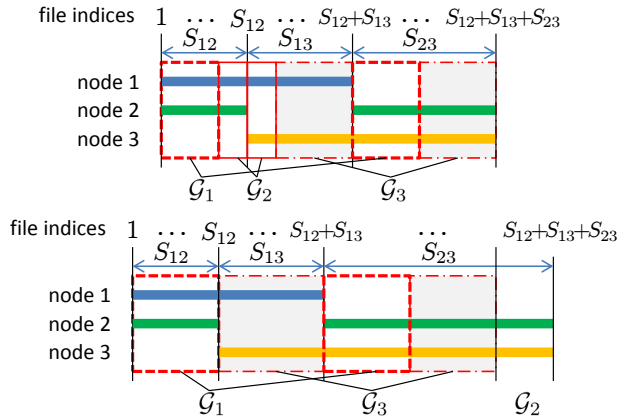 file indices 1 ... S₁₂ ... S₁₂+S₁₃ ... S₁₂+S₁₃+S₂₃
S₁₂ S₁₃ S₂₃
node 1
node 2
node 3
𝒢₁ 𝒢₂ 𝒢₃
file indices 1 ... S₁₂ ... S₁₂+S₁₃ ... S₁₂+S₁₃+S₂₃
S₁₂ S₁₃ S₂₃
node 1
node 2
node 3
𝒢₁ 𝒢₃ 𝒢₂